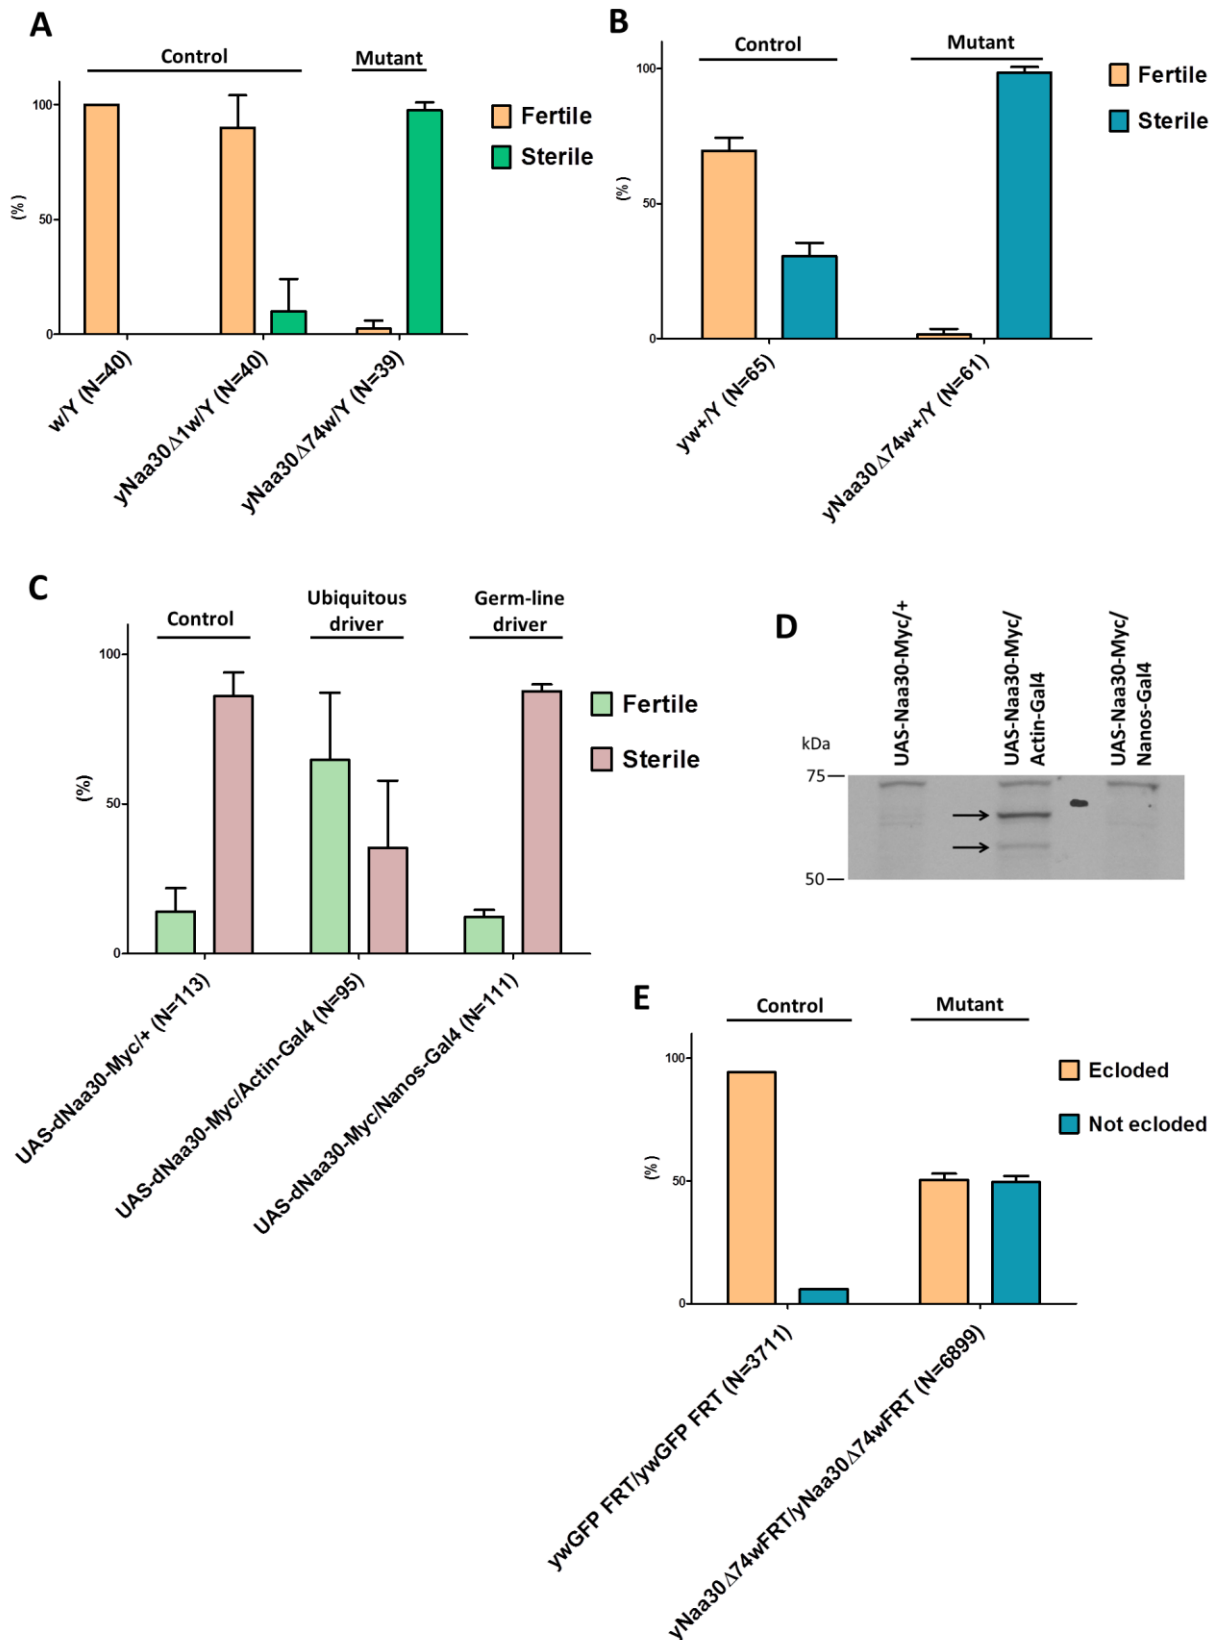 A
Control
Mutant
100
50
0
(%)
Fertile
Sterile
w/Y (N=40)
yNaa30Δ1w/Y (N=40)
yNaa30Δ74w/Y (N=39)
B
Control
Mutant
100
50
0
(%)
Fertile
Sterile
yw+/Y (N=65)
yNaa30Δ74w+/Y (N=61)
C
Control
Ubiquitous
driver
Germ-line
driver
100
50
0
(%)
Fertile
Sterile
UAS-dNaa30-Myc/+ (N=113)
UAS-dNaa30-Myc/Actin-Gal4 (N=95)
UAS-dNaa30-Myc/Nanos-Gal4 (N=111)
D
UAS-Naa30-Myc/+
UAS-Naa30-Myc/
Actin-Gal4
UAS-Naa30-Myc/
Nanos-Gal4
kDa
75
50
E
Control
Mutant
100
50
0
(%)
Ecloded
Not ecloded
ywGFP FRT/ywGFP FRT (N=3711)
yNaa30Δ74wFRT/yNaa30Δ74wFRT (N=6899)